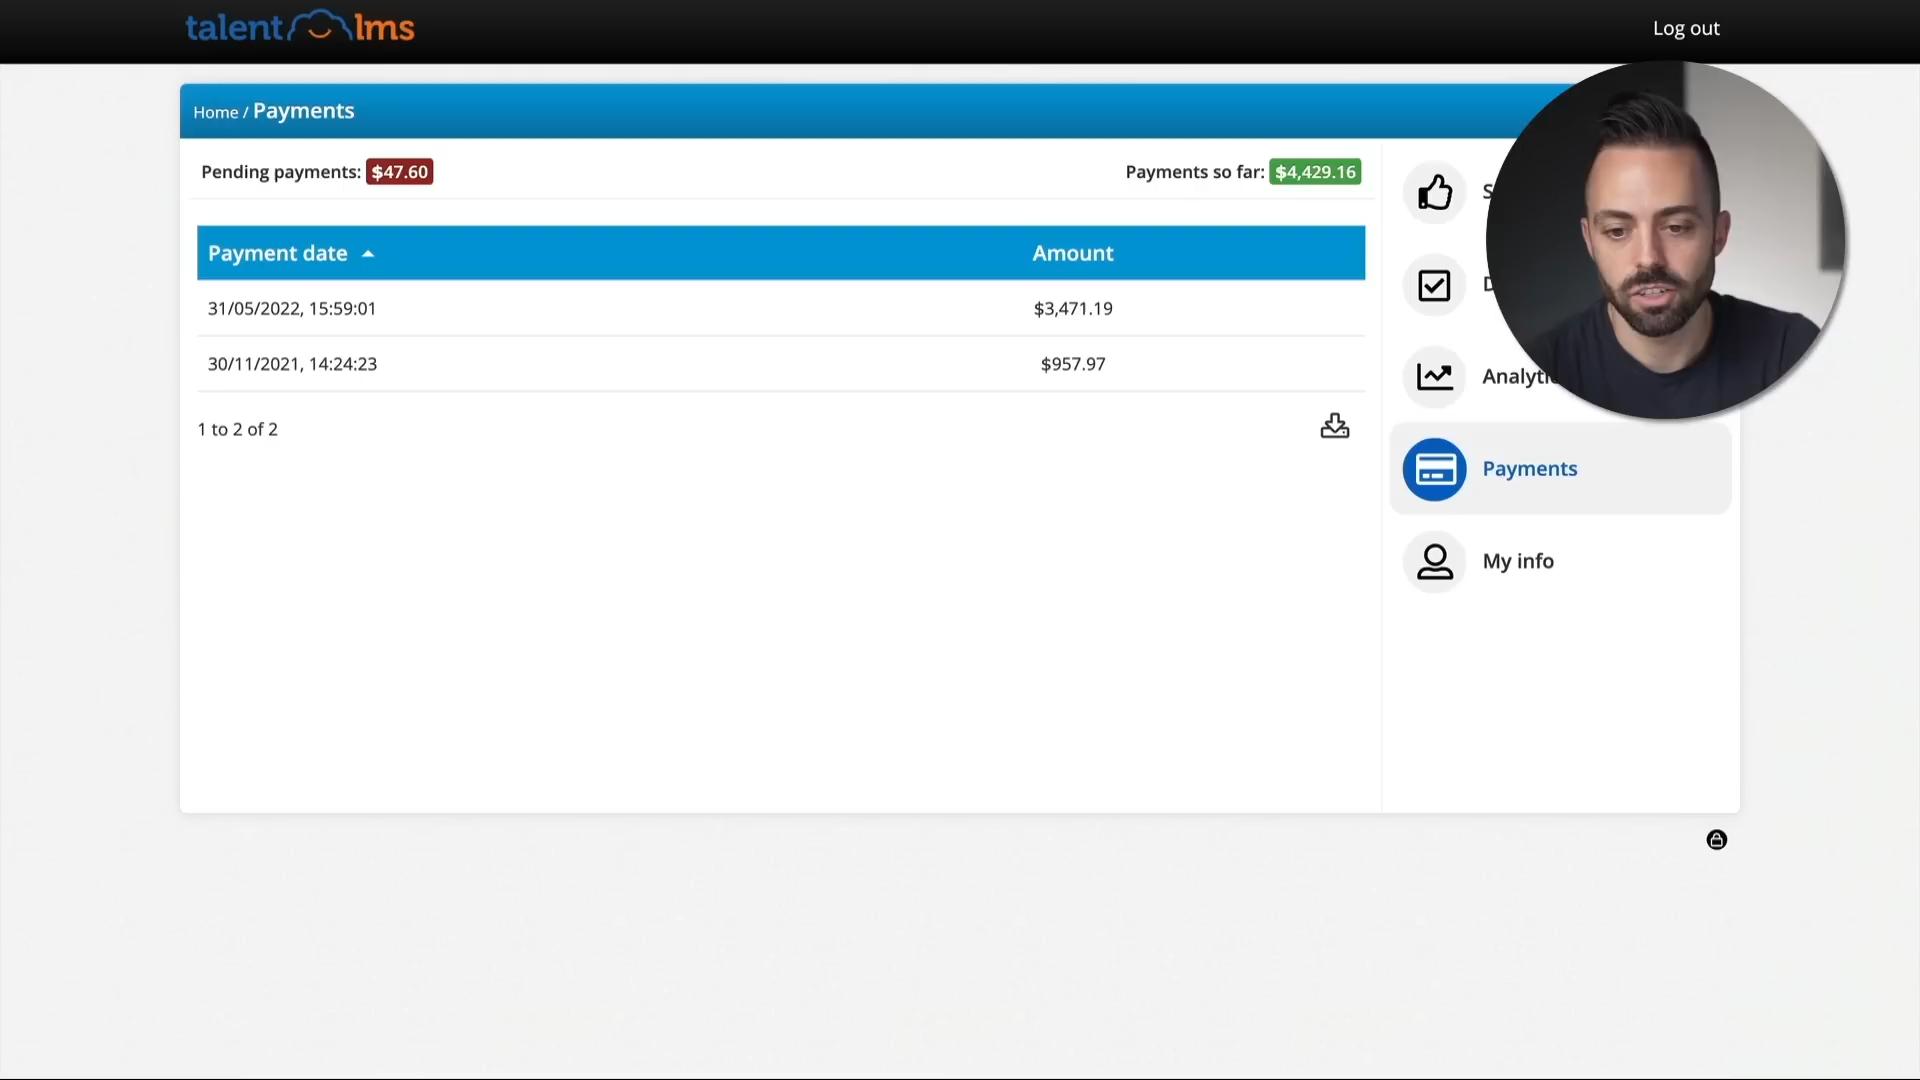 talent lms
Log out
Home / Payments
Pending payments: $47.60
Payments so far: $4,429.16
Payment date
Amount
31/05/2022, 15:59:01
$3,471.19
30/11/2021, 14:24:23
$957.97
1 to 2 of 2
Payments
My info